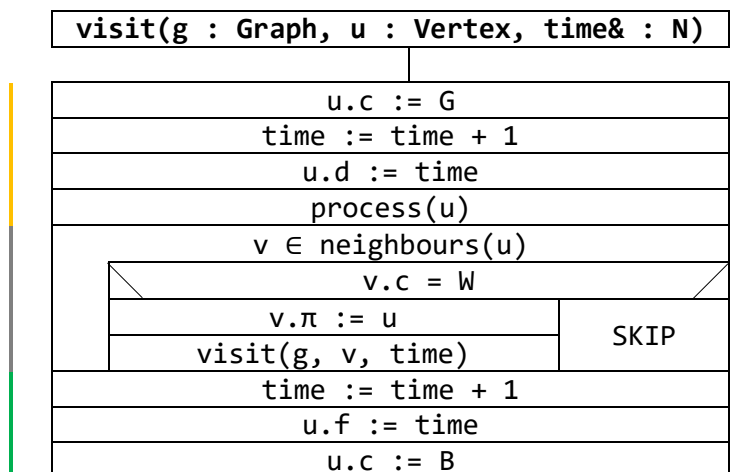 visit(g : Graph, u : Vertex, time& : N)
u.c := G
time := time + 1
u.d := time
process(u)
v ∈ neighbours(u)
v.c = W
v.π := u
SKIP
visit(g, v, time)
time := time + 1
u.f := time
u.c := B